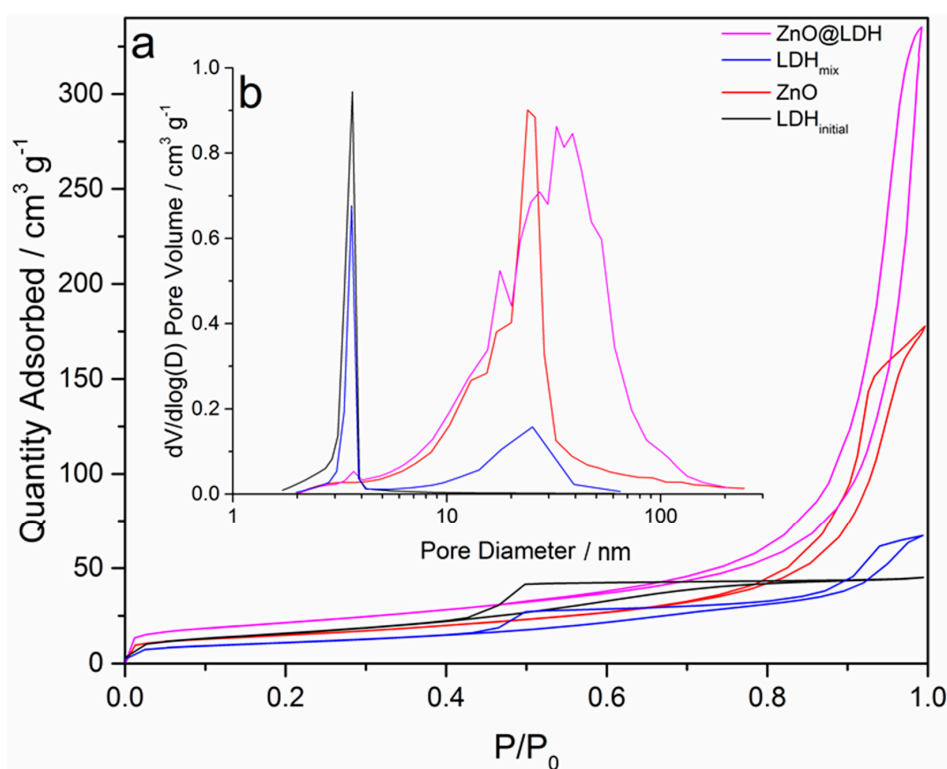 a
ZnO@LDH
LDHmix
ZnO
LDHinitial
b
1.0
0.8
0.6
0.4
0.2
0.0
dV/dlog(D) Pore Volume / cm³ g⁻¹
1 10 100
Pore Diameter / nm
300
250
200
150
100
50
0
Quantity Adsorbed / cm³ g⁻¹
0.0 0.2 0.4 0.6 0.8 1.0
P/P₀